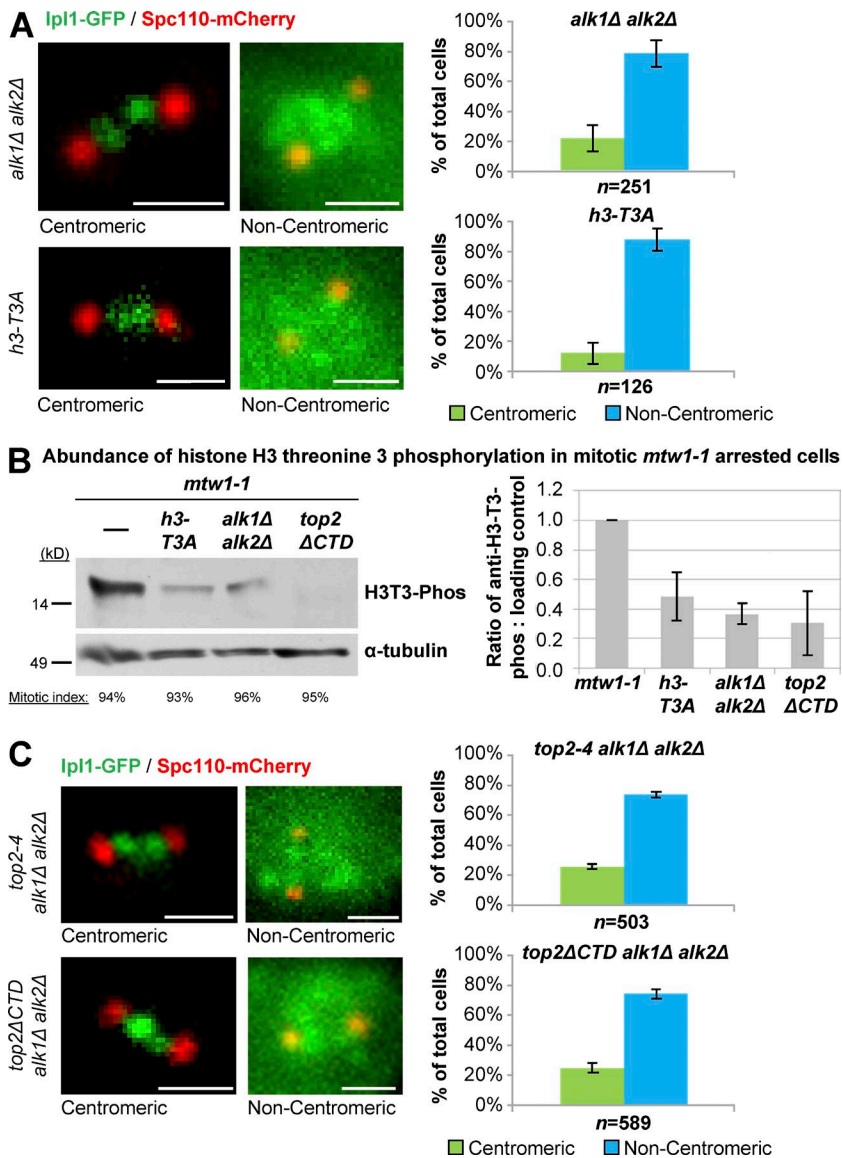 A
Ipl1-GFP / Spc110-mCherry
alk1Δ alk2Δ
Centromeric
Non-Centromeric
h3-T3A
Centromeric
Non-Centromeric
alk1Δ alk2Δ
% of total cells
100%
80%
60%
40%
20%
0%
n=251
h3-T3A
% of total cells
100%
80%
60%
40%
20%
0%
n=126
Centromeric Non-Centromeric
B Abundance of histone H3 threonine 3 phosphorylation in mitotic mtw1-1 arrested cells
mtw1-1
— h3-T3A alk1Δ alk2Δ top2 ΔCTD
(kD)
14
H3T3-Phos
49
α-tubulin
Mitotic index: 94% 93% 96% 95%
Ratio of anti-H3-T3-
phos : loading control
1.2
1.0
0.8
0.6
0.4
0.2
0.0
mtw1-1 h3- alk1Δ top2
T3A alk2Δ ΔCTD
C
Ipl1-GFP / Spc110-mCherry
top2-4
alk1Δ alk2Δ
Centromeric
Non-Centromeric
top2ΔCTD
alk1Δ alk2Δ
Centromeric
Non-Centromeric
top2-4 alk1Δ alk2Δ
% of total cells
100%
80%
60%
40%
20%
0%
n=503
top2ΔCTD alk1Δ alk2Δ
% of total cells
100%
80%
60%
40%
20%
0%
n=589
Centromeric Non-Centromeric